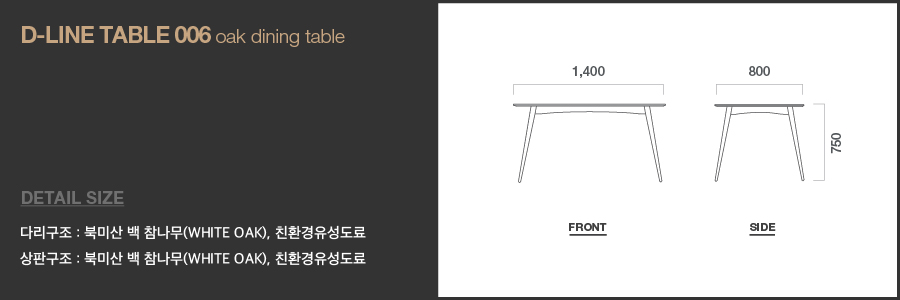 D-LINE TABLE 006 oak dining table
DETAIL SIZE
다리구조 : 북미산 백 참나무(WHITE OAK), 친환경유성도료
상판구조 : 북미산 백 참나무(WHITE OAK), 친환경유성도료
1,400
800
750
FRONT
SIDE